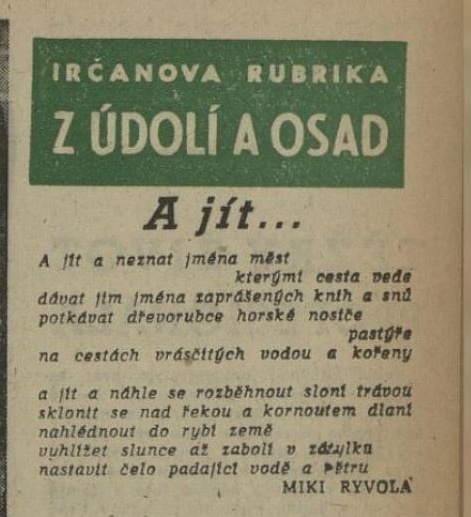 IRČANOVA RUBRIKA
Z ÚDOLÍ A OSAD
A jít...
A jít a neznat jména měst
kterými cesta vede
dávat jim jména zaprášených knih a snů
potkávat dřevorubce horské nosiče
pastýře
na cestách vrásčitých vodou a kořeny
a jít a náhle se rozběhnout sloní trávou
sklonit se nad řekou a kornoutem dlaní
nahlédnout do rybí země
vyhlížet slunce až zabolí v zátylku
nastavit čelo padající vodě a větru
MIKI RYVOLA